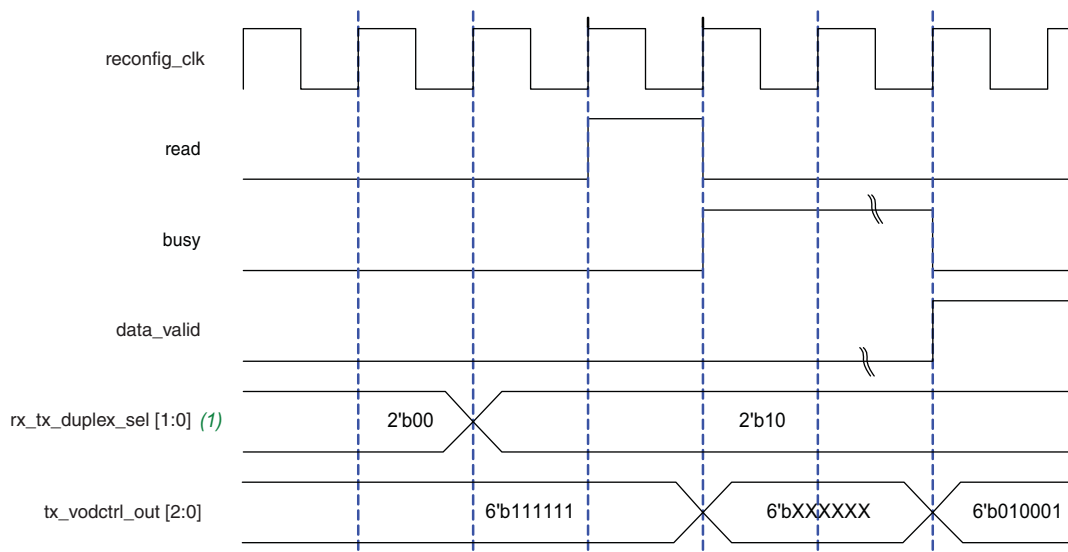 reconfig_clk
read
busy
data_valid
rx_tx_duplex_sel [1:0] (1) 2'b00 2'b10
tx_vodctrl_out [2:0] 6'b111111 6'bXXXXXX 6'b010001